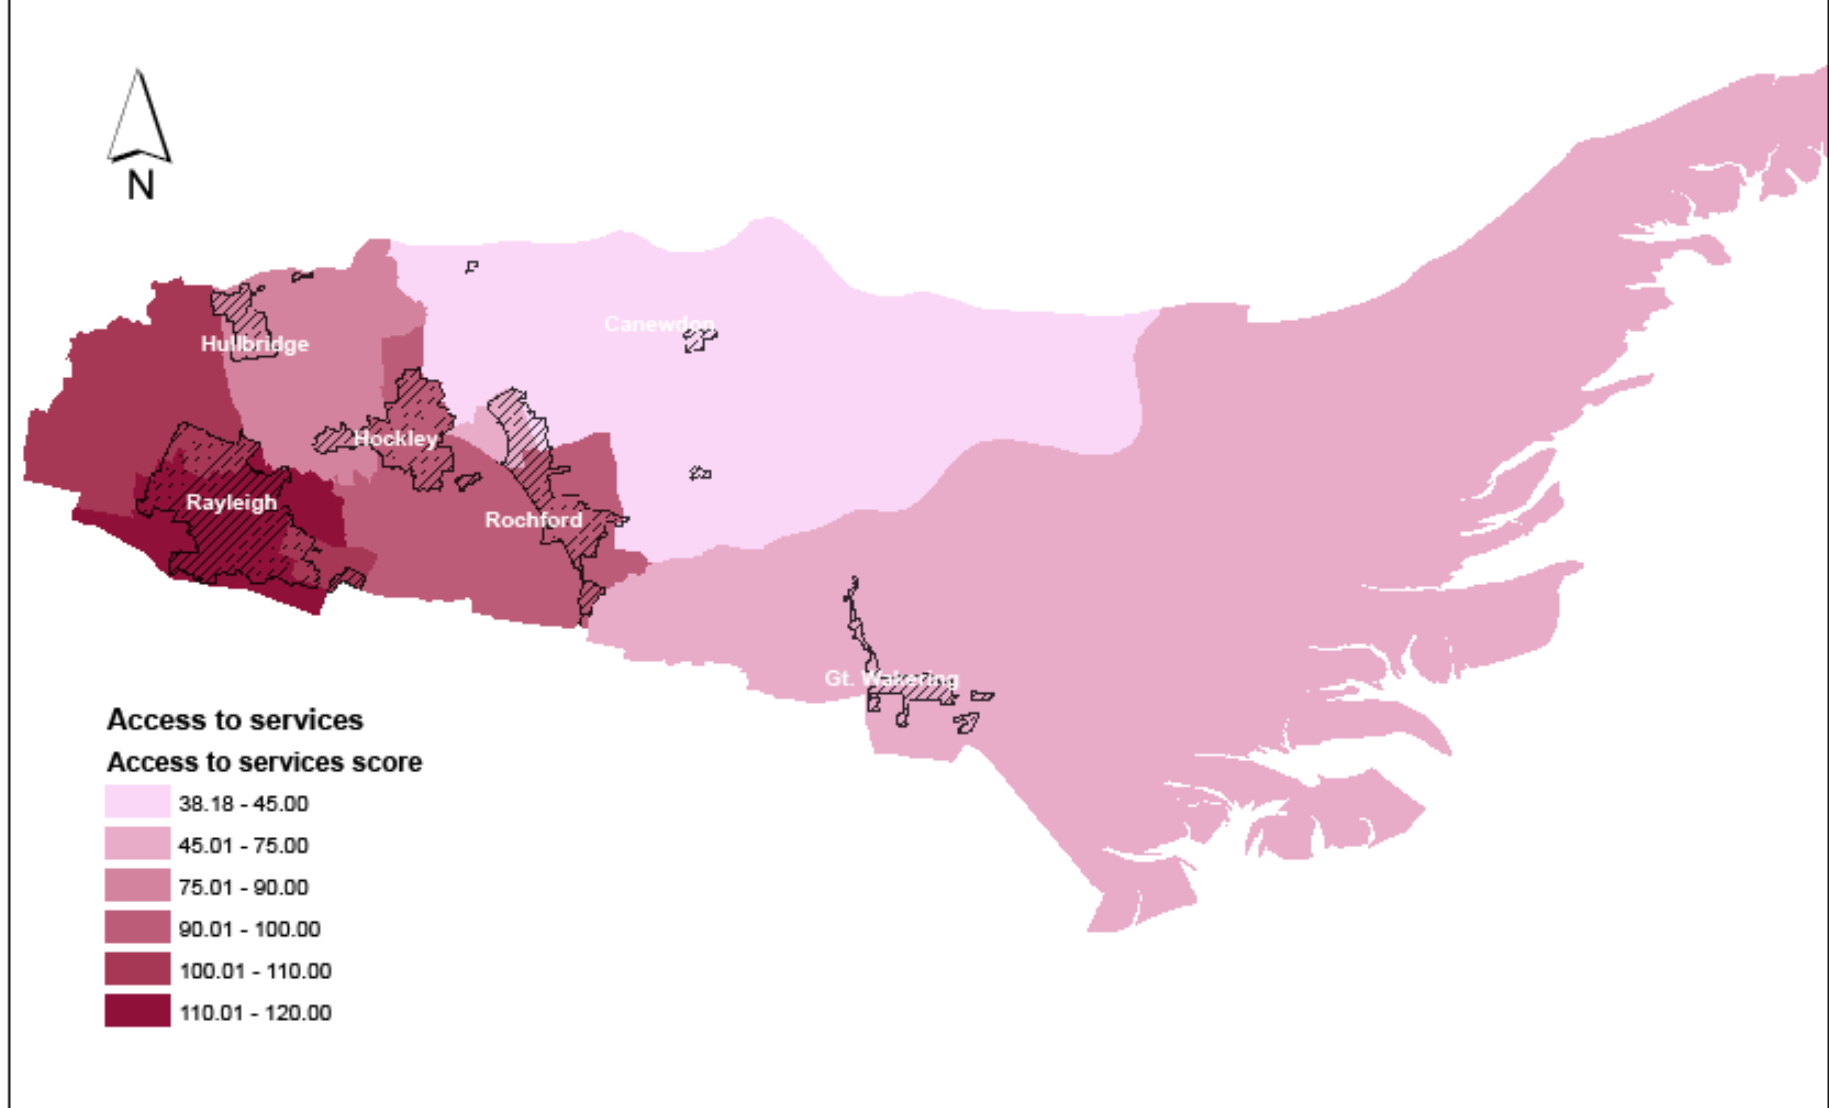 N
Canewdon
Hullbridge
Hockley
Rayleigh
Rochford
Gt. Wakering
Access to services
Access to services score
38.18 - 45.00
45.01 - 75.00
75.01 - 90.00
90.01 - 100.00
100.01 - 110.00
110.01 - 120.00